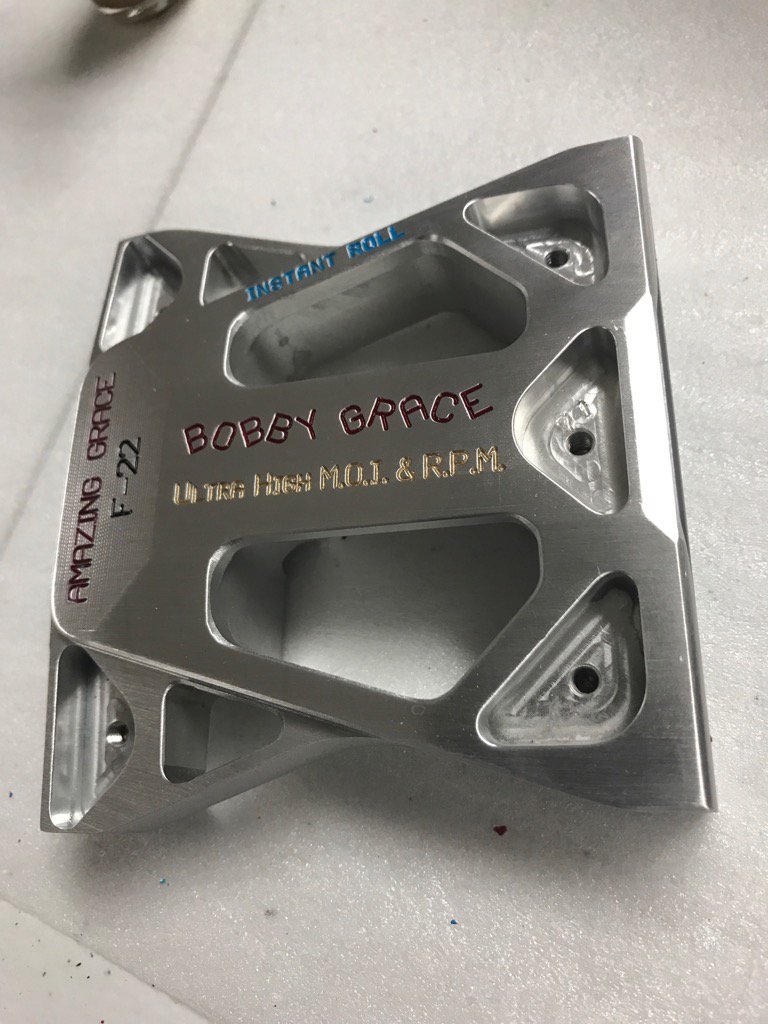 INSTANT ROLL
BOBBY GRACE
ULTRA HIGH M.O.I. & R.P.M.
AMAZING GRACE
F-22